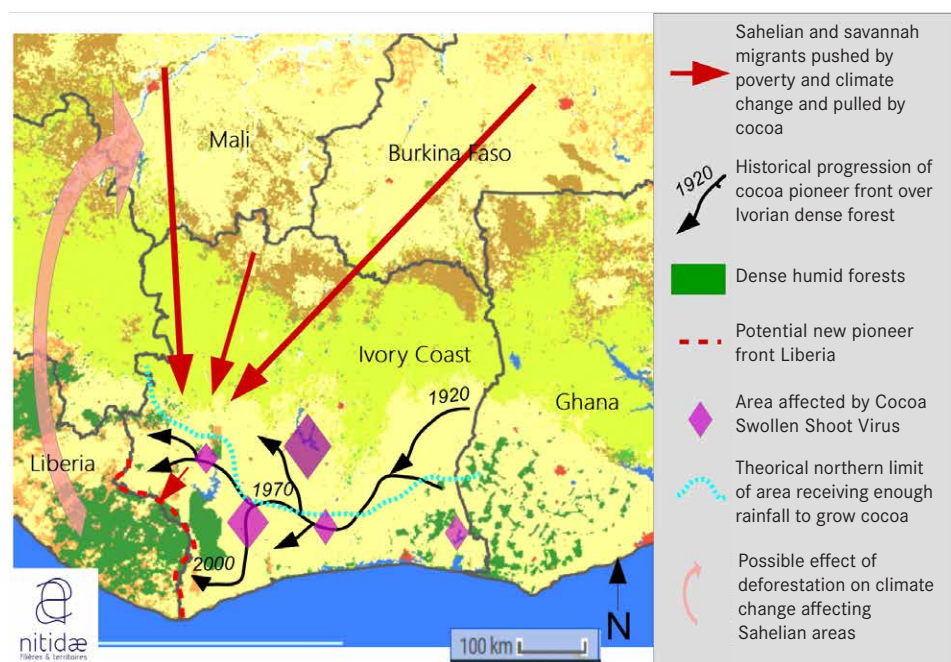 Mali
Burkina Faso
Ivory Coast
Ghana
Liberia
1920
1970
2000
nitidæ
filières & territoires
100 km
N
Sahelian and savannah
migrants pushed by
poverty and climate
change and pulled by
cocoa
1920
Historical progression of
cocoa pioneer front over
Ivorian dense forest
Dense humid forests
Potential new pioneer
front Liberia
Area affected by Cocoa
Swollen Shoot Virus
Theorical northern limit
of area receiving enough
rainfall to grow cocoa
Possible effect of
deforestation on climate
change affecting
Sahelian areas